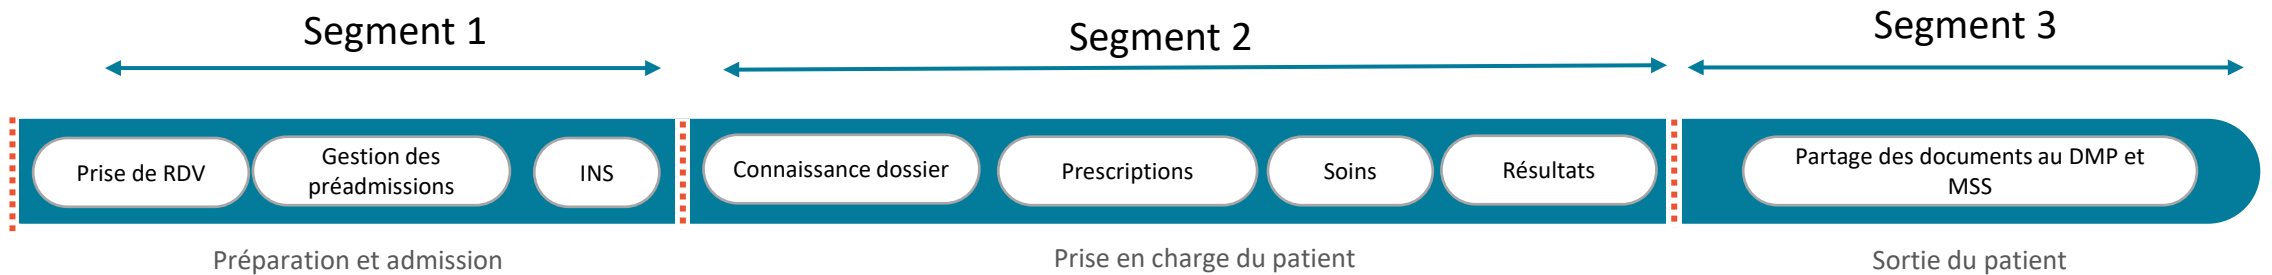 Segment 1
Segment 2
Segment 3
Prise de RDV
Gestion des
préadmissions
INS
Connaissance dossier
Prescriptions
Soins
Résultats
Partage des documents au DMP et
MSS
Préparation et admission
Prise en charge du patient
Sortie du patient